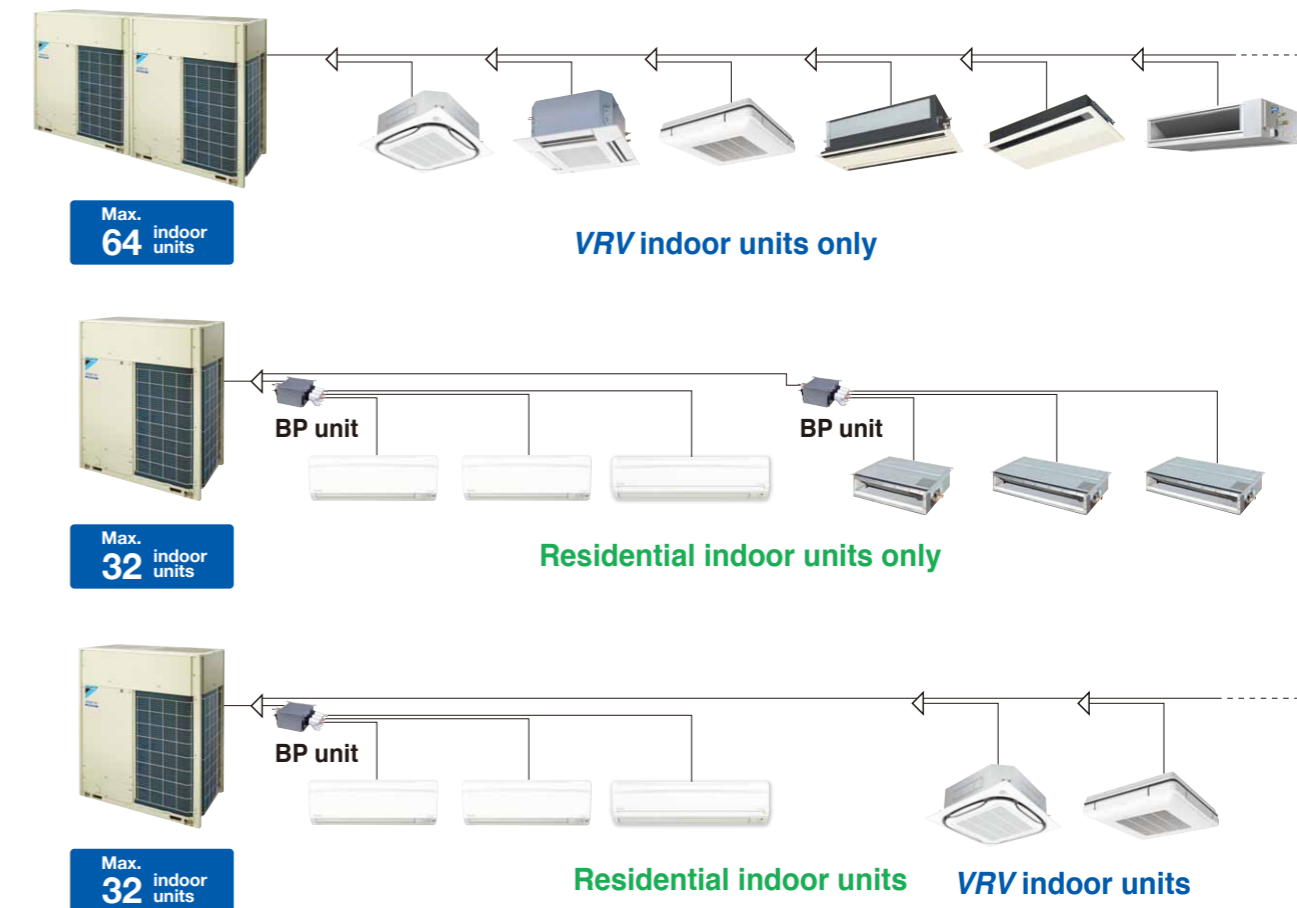 Max.
64 indoor units
VRV indoor units only
BP unit
BP unit
Max.
32 indoor units
Residential indoor units only
BP unit
Max.
32 indoor units
Residential indoor units
VRV indoor units